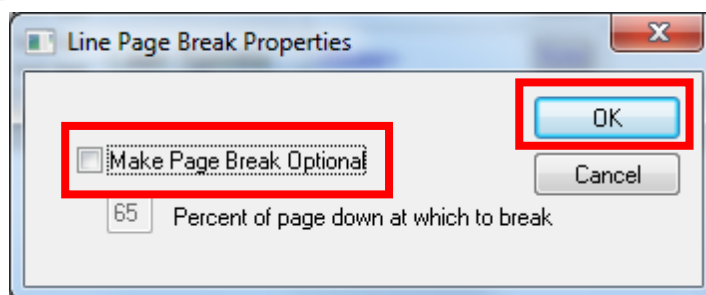 Line Page Break Properties
OK
Make Page Break Optional
Cancel
65 Percent of page down at which to break